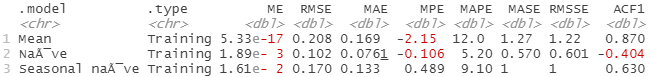 .model .type ME RMSE MAE MPE MAPE MASE RMSSE ACF1
<chr> <chr> <dbl> <dbl> <dbl> <dbl> <dbl> <dbl> <dbl> <dbl>
1 Mean Training 5.33e-17 0.208 0.169 -2.15 12.0 1.27 1.22 0.870
2 NaÃ¯ve Training 1.89e- 3 0.102 0.0761 -0.106 5.20 0.570 0.601 -0.404
3 Seasonal naÃ¯ve Training 1.61e- 2 0.170 0.133 0.489 9.10 1 1 0.630